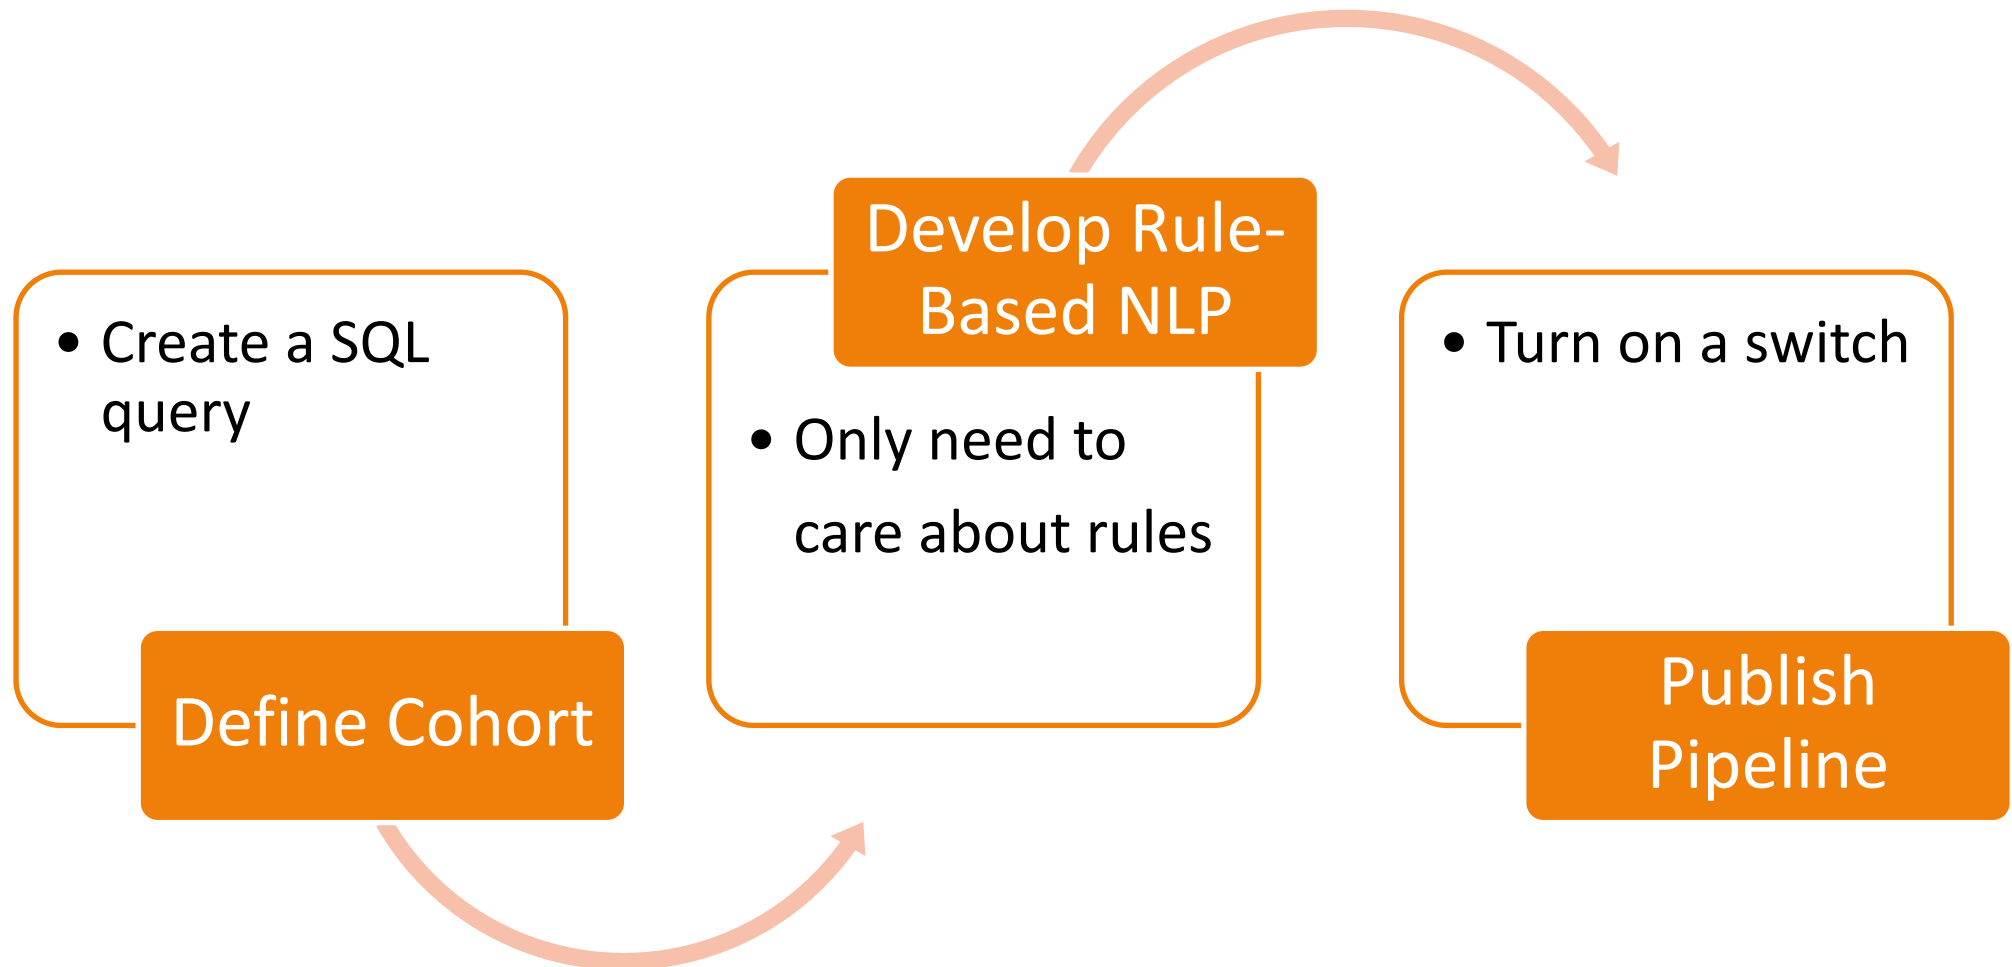 • Create a SQL
query
Define Cohort
Develop Rule-
Based NLP
• Only need to
care about rules
• Turn on a switch
Publish
Pipeline